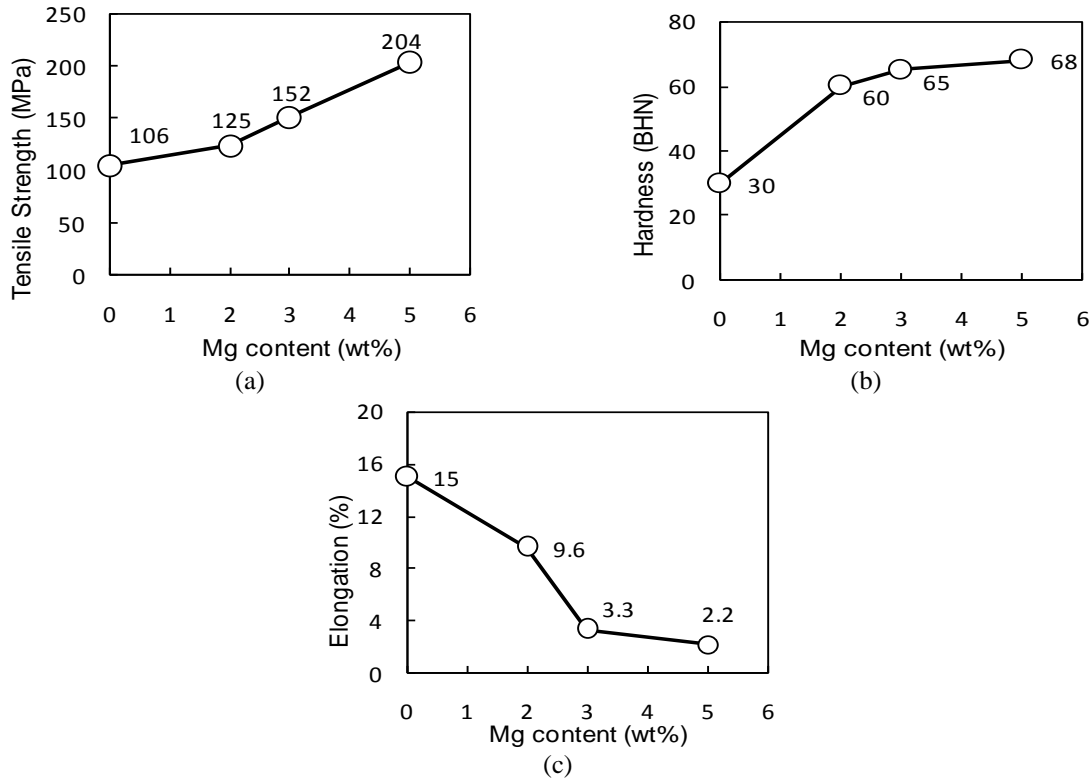 Tensile Strength (MPa)
250
200
150
100
50
0
106
125
152
204
0 1 2 3 4 5 6
Mg content (wt%)
(a)
Hardness (BHN)
80
60
40
20
0
30
60
65
68
0 1 2 3 4 5 6
Mg content (wt%)
(b)
Elongation (%)
20
16
12
8
4
0
15
9.6
3.3
2.2
0 1 2 3 4 5 6
Mg content (wt%)
(c)